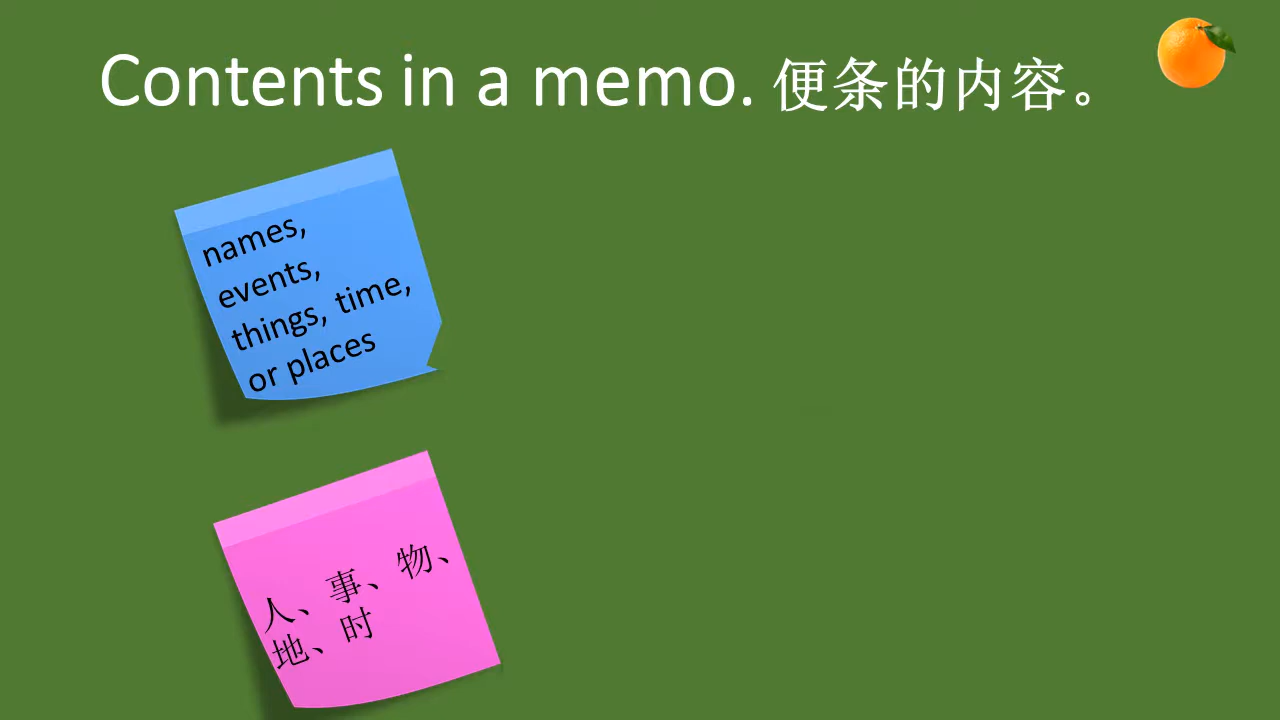 Contents in a memo. 便条的内容。
names,
events,
things, time,
or places
人、事、物、
地、时